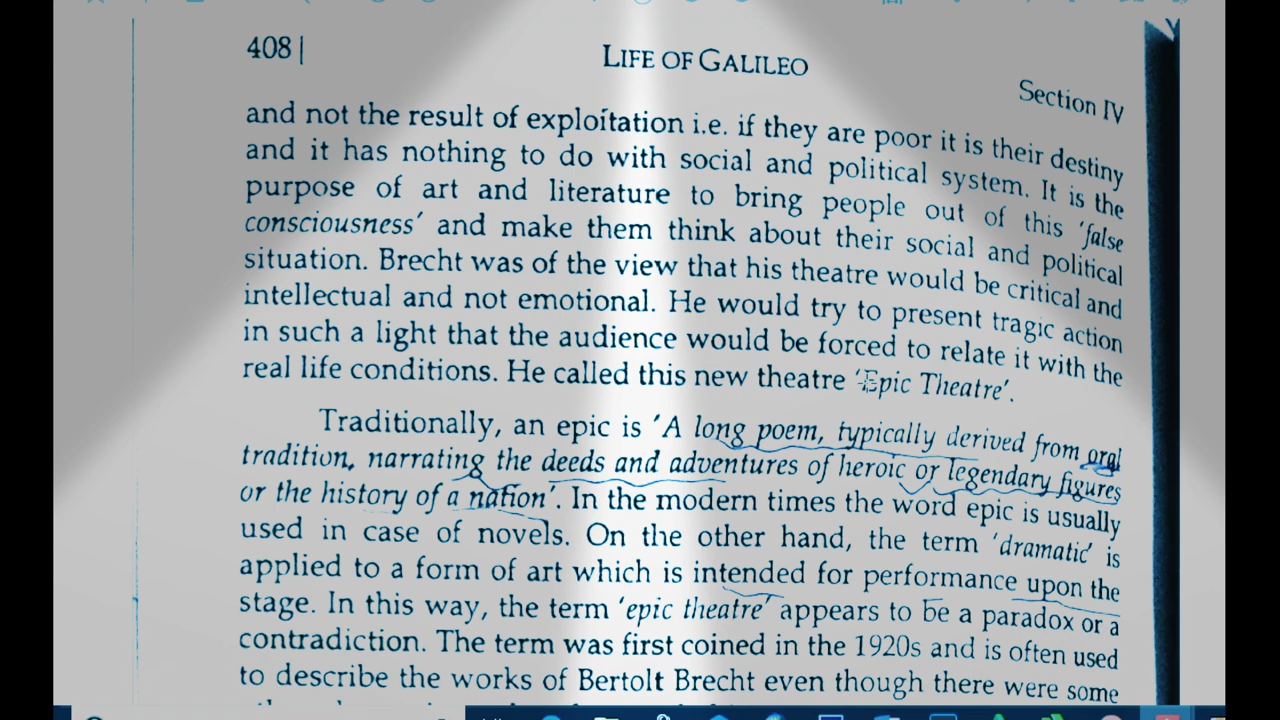 408|
LIFE OF GALILEO
Section IV
and not the result of exploitation i.e. if they are poor it is their destiny
and it has nothing to do with social and political system. It is the
purpose of art and literature to bring people out of this 'false
consciousness' and make them think about their social and political
situation. Brecht was of the view that his theatre would be critical and
intellectual and not emotional. He would try to present tragic action
in such a light that the audience would be forced to relate it with the
real life conditions. He called this new theatre 'Epic Theatre'.
Traditionally, an epic is 'A long poem, typically derived from oral
tradition, narrating the deeds and adventures of heroic or legendary figures
or the history of a nation'. In the modern times the word epic is usually
used in case of novels. On the other hand, the term 'dramatic' is
applied to a form of art which is intended for performance upon the
stage. In this way, the term 'epic theatre' appears to be a paradox or a
contradiction. The term was first coined in the 1920s and is often used
to describe the works of Bertolt Brecht even though there were some